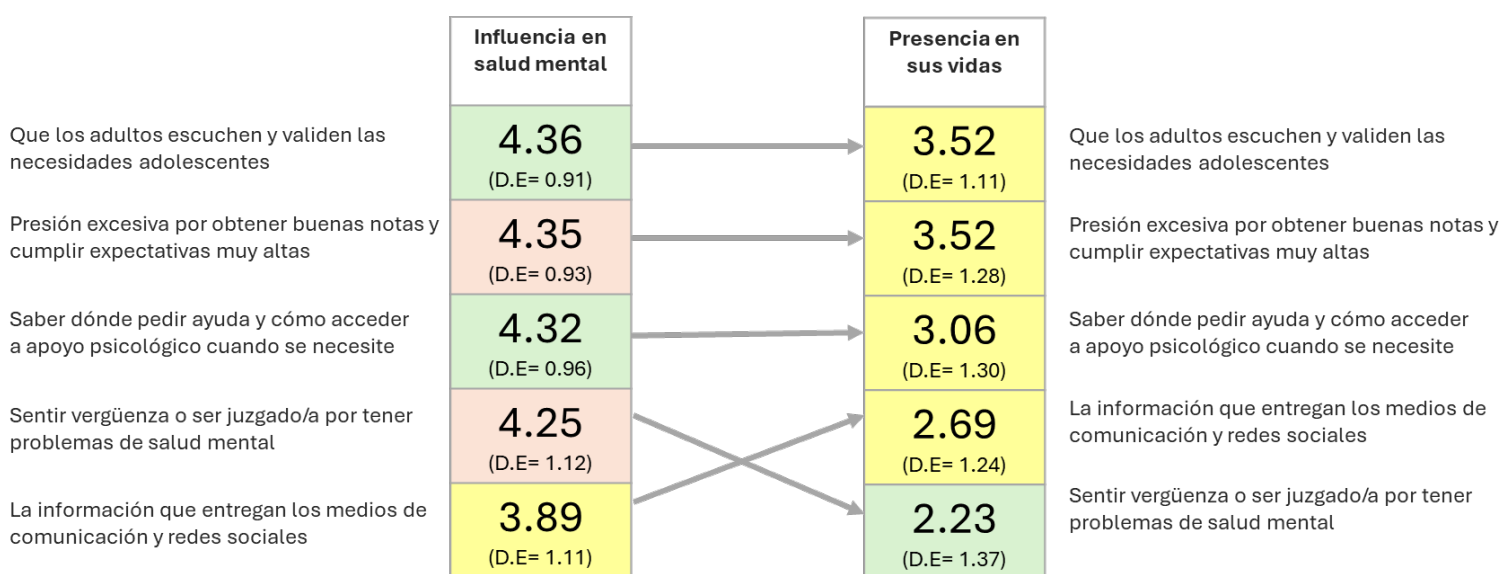 Influencia en
salud mental
Presencia en
sus vidas
Que los adultos escuchen y validen las
necesidades adolescentes
4.36
(D.E= 0.91)
3.52
(D.E= 1.11)
Que los adultos escuchen y validen las
necesidades adolescentes
Presión excesiva por obtener buenas notas y
cumplir expectativas muy altas
4.35
(D.E= 0.93)
3.52
(D.E= 1.28)
Presión excesiva por obtener buenas notas y
cumplir expectativas muy altas
Saber dónde pedir ayuda y cómo acceder
a apoyo psicológico cuando se necesite
4.32
(D.E= 0.96)
3.06
(D.E= 1.30)
Saber dónde pedir ayuda y cómo acceder
a apoyo psicológico cuando se necesite
Sentir vergüenza o ser juzgado/a por tener
problemas de salud mental
4.25
(D.E= 1.12)
2.69
(D.E= 1.24)
La información que entregan los medios de
comunicación y redes sociales
La información que entregan los medios de
comunicación y redes sociales
3.89
(D.E= 1.11)
2.23
(D.E= 1.37)
Sentir vergüenza o ser juzgado/a por tener
problemas de salud mental